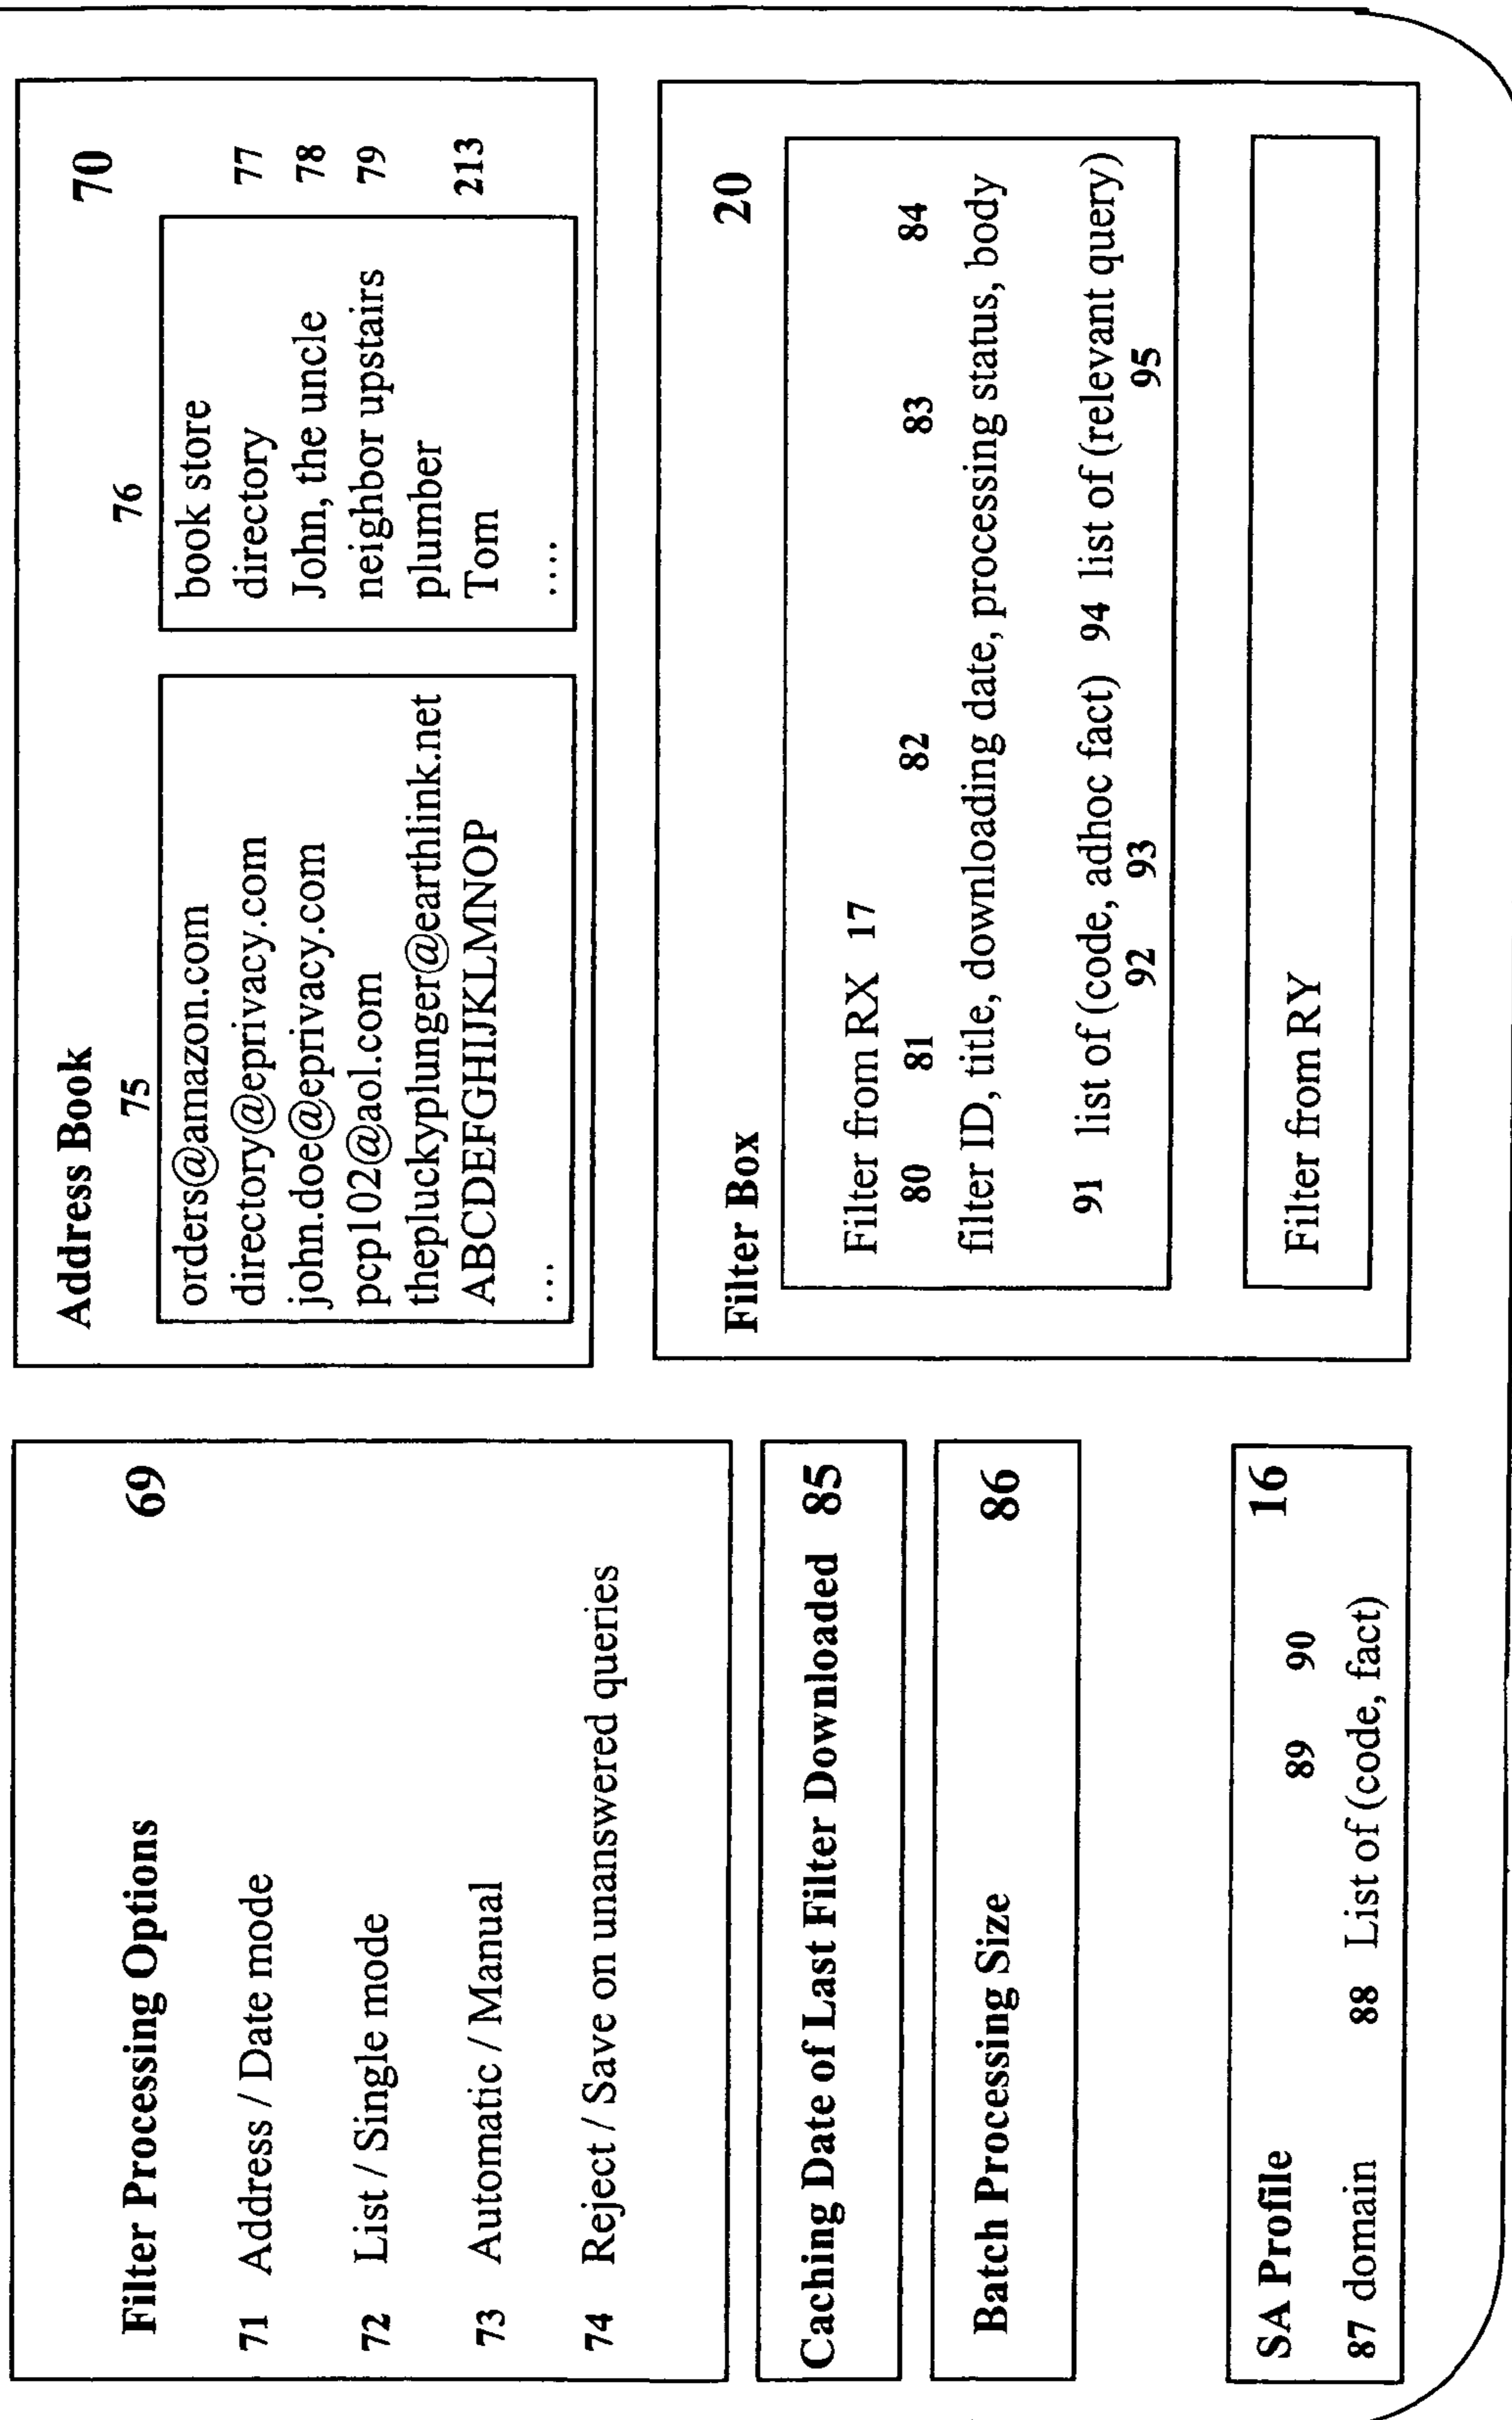 Filter Processing Options 69
71 Address / Date mode
72 List / Single mode
73 Automatic / Manual
74 Reject / Save on unanswered queries
Caching Date of Last Filter Downloaded 85
Batch Processing Size 86
SA Profile 16
89 90
87 domain 88 List of (code, fact)
Address Book 70
75
orders@amazon.com
directory@eprivacy.com
john.doe@eprivacy.com
pcp102@aol.com
thepluckyplunger@earthlink.net
ABCDEFGHIJKLMNOP
...
76
book store
directory 77
John, the uncle 78
neighbor upstairs 79
plumber
Tom 213
....
Filter Box 20
Filter from RX 17
80 81 82 83 84
filter ID, title, downloading date, processing status, body
91 list of (code, adhoc fact) 94 list of (relevant query)
92 93 95
Filter from RY